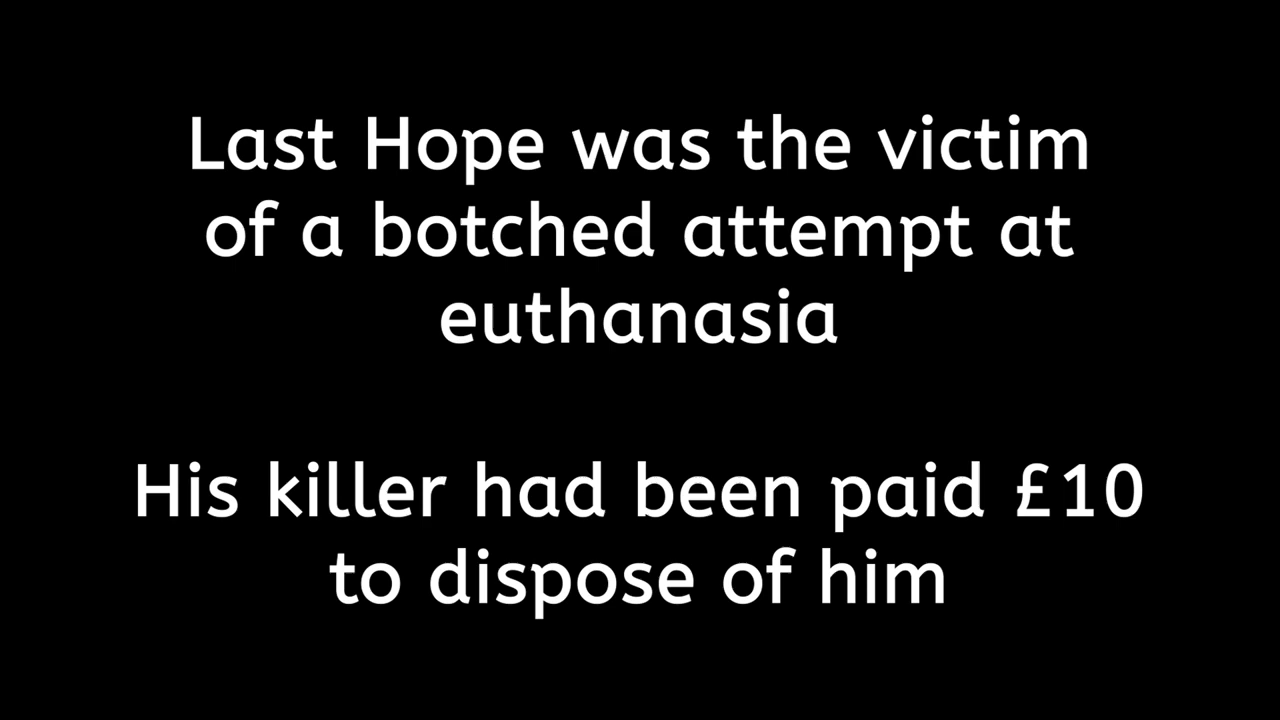 Last Hope was the victim
of a botched attempt at
euthanasia
His killer had been paid £10
to dispose of him